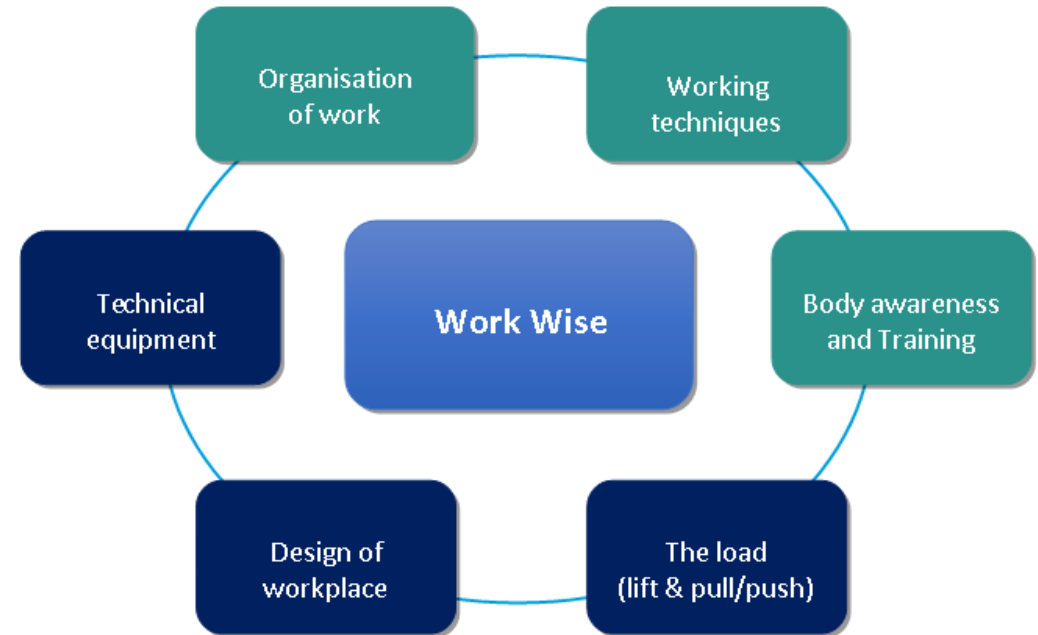 Organisation
of work
Working
techniques
Technical
equipment
Work Wise
Body awareness
and Training
Design of
workplace
The load
(lift & pull/push)